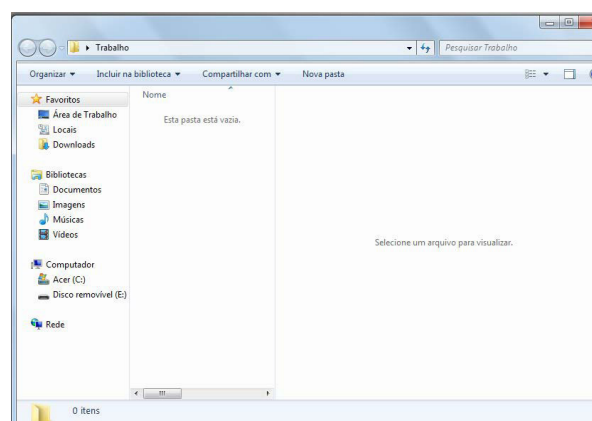 Trabalho
Pesquisar Trabalho
Organizar Incluir na biblioteca Compartilhar com Nova pasta
Favoritos
Área de Trabalho
Locais
Downloads
Bibliotecas
Documentos
Imagens
Músicas
Vídeos
Computador
Acer (C:)
Disco removível (E:)
Rede
Nome
Esta pasta está vazia.
Selecione um arquivo para visualizar.
0 itens